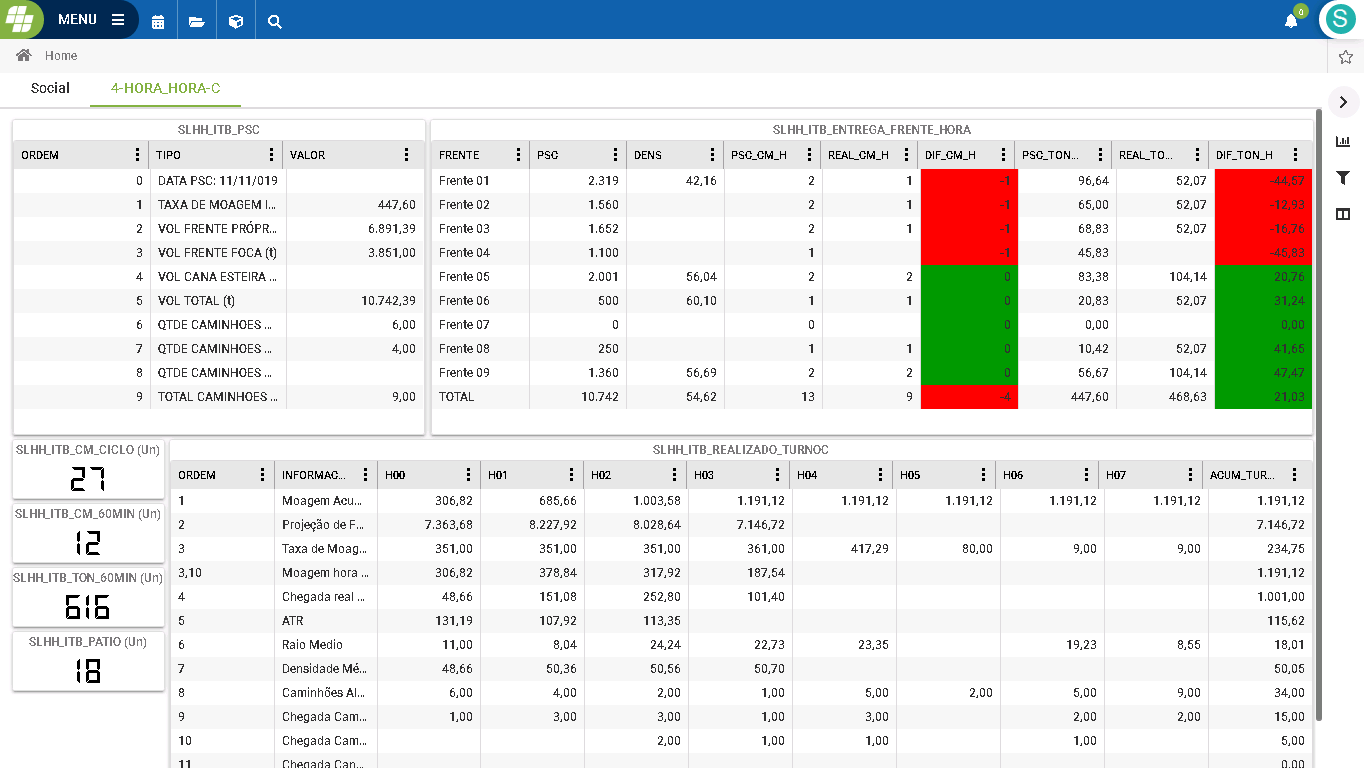 MENU
0
S
Home
Social 4-HORA_HORA-C
SLHH_ITB_PSC
ORDEM TIPO VALOR
0 DATA PSC: 11/11/019
1 TAXA DE MOAGEM I... 447,60
2 VOL FRENTE PRÓPR... 6.891,39
3 VOL FRENTE FOCA (t) 3.851,00
4 VOL CANA ESTEIRA ...
5 VOL TOTAL (t) 10.742,39
6 QTDE CAMINHOES ... 6,00
7 QTDE CAMINHOES ... 4,00
8 QTDE CAMINHOES ...
9 TOTAL CAMINHOES ... 9,00
SLHH_ITB_ENTREGA_FRENTE_HORA
FRENTE PSC DENS PSC_CM_H REAL_CM_H DIF_CM_H PSC_TON... REAL_TO... DIF_TON_H
Frente 01 2.319 42,16 2 1 -1 96,64 52,07 -44,57
Frente 02 1.560 2 1 -1 65,00 52,07 -12,93
Frente 03 1.652 2 1 -1 68,83 52,07 -16,76
Frente 04 1.100 1 -1 45,83 -45,83
Frente 05 2.001 56,04 2 2 0 83,38 104,14 20,76
Frente 06 500 60,10 1 1 0 20,83 52,07 31,24
Frente 07 0 0 0 0,00 0,00
Frente 08 250 1 1 0 10,42 52,07 41,65
Frente 09 1.360 56,69 2 2 0 56,67 104,14 47,47
TOTAL 10.742 54,62 13 9 -4 447,60 468,63 21,03
SLHH_ITB_CM_CICLO (Un)
27
SLHH_ITB_CM_60MIN (Un)
12
SLHH_ITB_TON_60MIN (Un)
616
SLHH_ITB_PATIO (Un)
18
SLHH_ITB_REALIZADO_TURNOC
ORDEM INFORMAC... H00 H01 H02 H03 H04 H05 H06 H07 ACUM_TUR...
1 Moagem Acu... 306,82 685,66 1.003,58 1.191,12 1.191,12 1.191,12 1.191,12 1.191,12 1.191,12
2 Projeção de F... 7.363,68 8.227,92 8.028,64 7.146,72 7.146,72
3 Taxa de Moag... 351,00 351,00 351,00 361,00 417,29 80,00 9,00 9,00 234,75
3,10 Moagem hora ... 306,82 378,84 317,92 187,54 1.191,12
4 Chegada real ... 48,66 151,08 252,80 101,40 1.001,00
5 ATR 131,19 107,92 113,35 115,62
6 Raio Medio 11,00 8,04 24,24 22,73 23,35 19,23 8,55 18,01
7 Densidade Mé... 48,66 50,36 50,56 50,70 50,05
8 Caminhões Al... 6,00 4,00 2,00 1,00 5,00 2,00 5,00 9,00 34,00
9 Chegada Cam... 1,00 3,00 3,00 1,00 3,00 2,00 2,00 15,00
10 Chegada Cam... 2,00 1,00 1,00 1,00 5,00
11 Chegada Can... 0,00